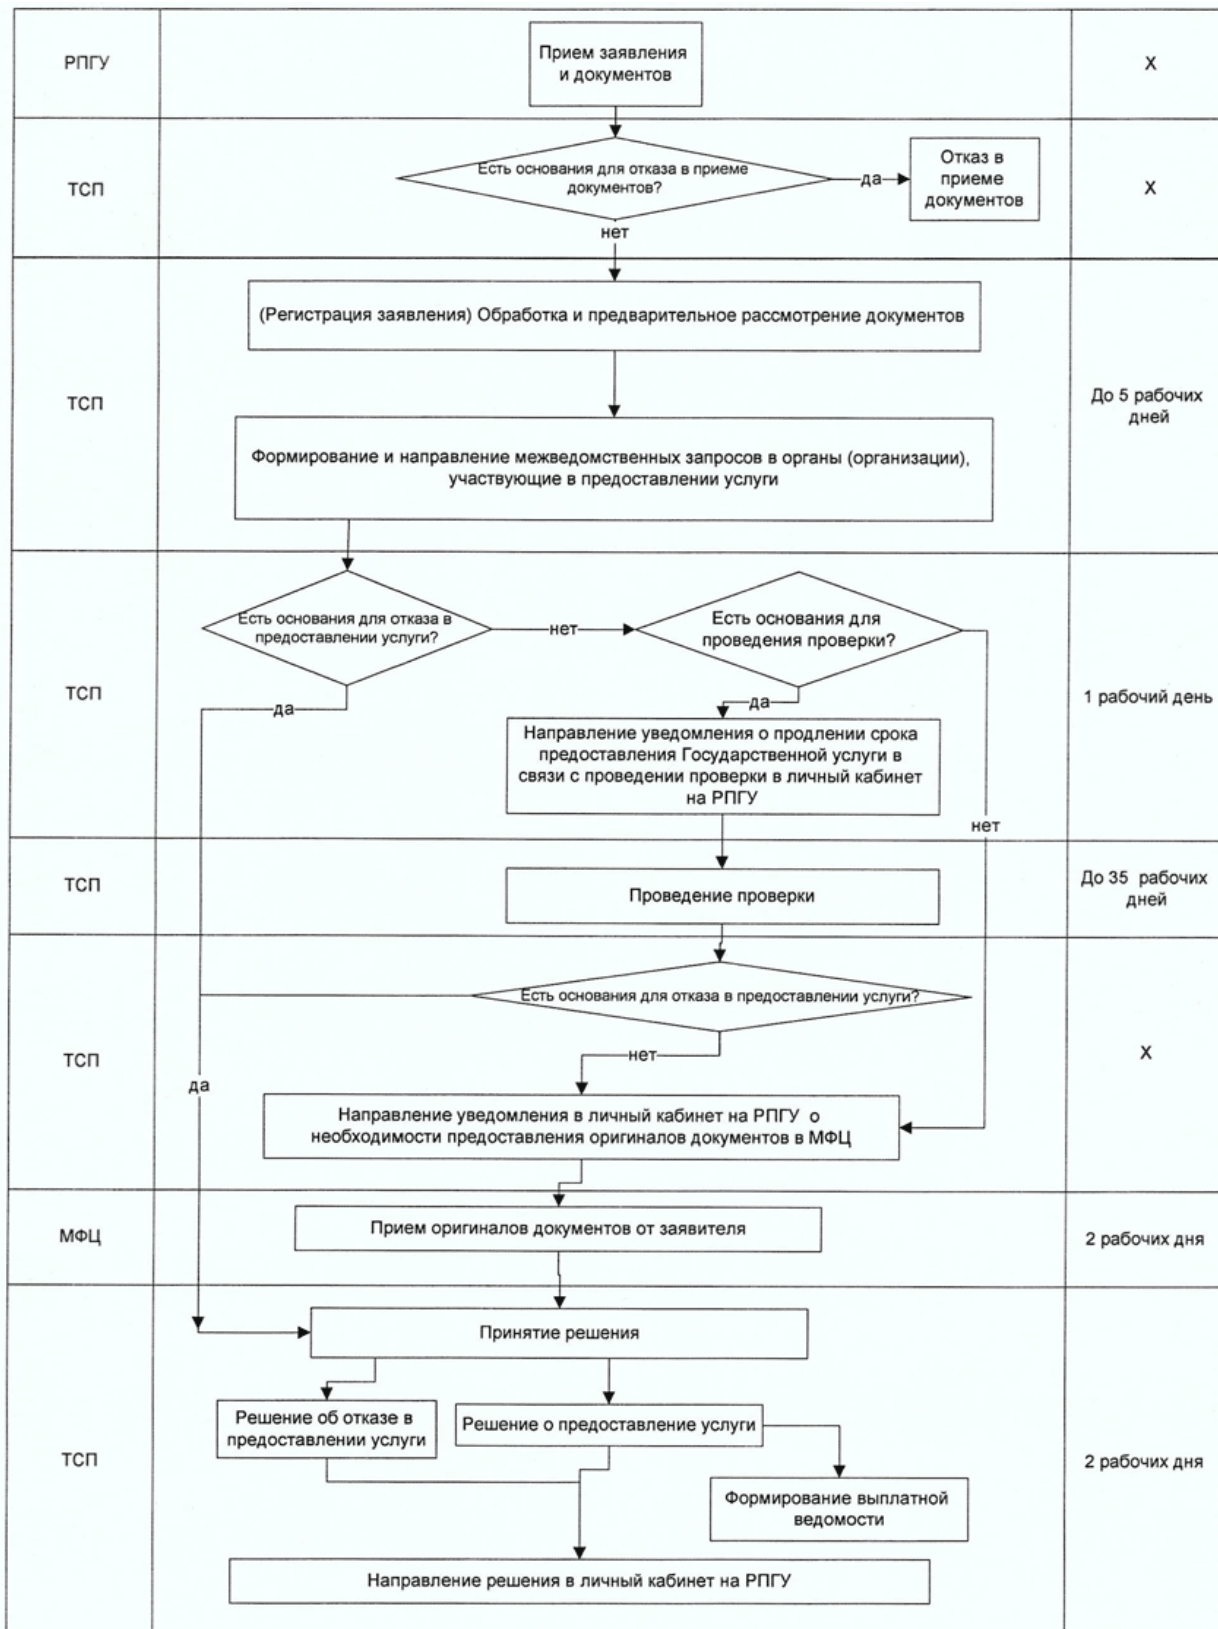 РПГУ
Прием заявления
и документов
X
ТСП
Есть основания для отказа в приеме
документов?
да
Отказ в
приеме
документов
X
нет
ТСП
(Регистрация заявления) Обработка и предварительное рассмотрение документов
До 5 рабочих
дней
Формирование и направление межведомственных запросов в органы (организации),
участвующие в предоставлении услуги
ТСП
Есть основания для отказа в
предоставлении услуги?
нет
Есть основания для
проведения проверки?
1 рабочий день
да
да
Направление уведомления о продлении срока
предоставления Государственной услуги в
связи с проведении проверки в личный кабинет
на РПГУ
нет
ТСП
Проведение проверки
До 35 рабочих
дней
ТСП
Есть основания для отказа в предоставлении услуги?
X
нет
да
Направление уведомления в личный кабинет на РПГУ о
необходимости предоставления оригиналов документов в МФЦ
МФЦ
Прием оригиналов документов от заявителя
2 рабочих дня
Принятие решения
ТСП
Решение об отказе в
предоставлении услуги
Решение о предоставление услуги
2 рабочих дня
Формирование выплатной
ведомости
Направление решения в личный кабинет на РПГУ